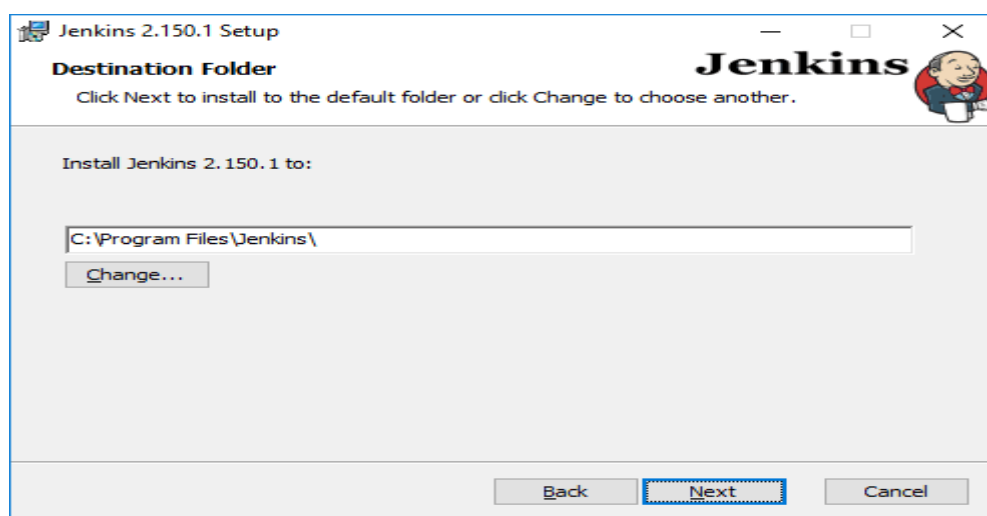 Jenkins 2.150.1 Setup
Destination Folder
Jenkins
Click Next to install to the default folder or click Change to choose another.
Install Jenkins 2.150.1 to:
C:\Program Files\Jenkins\
Change...
Back Next Cancel